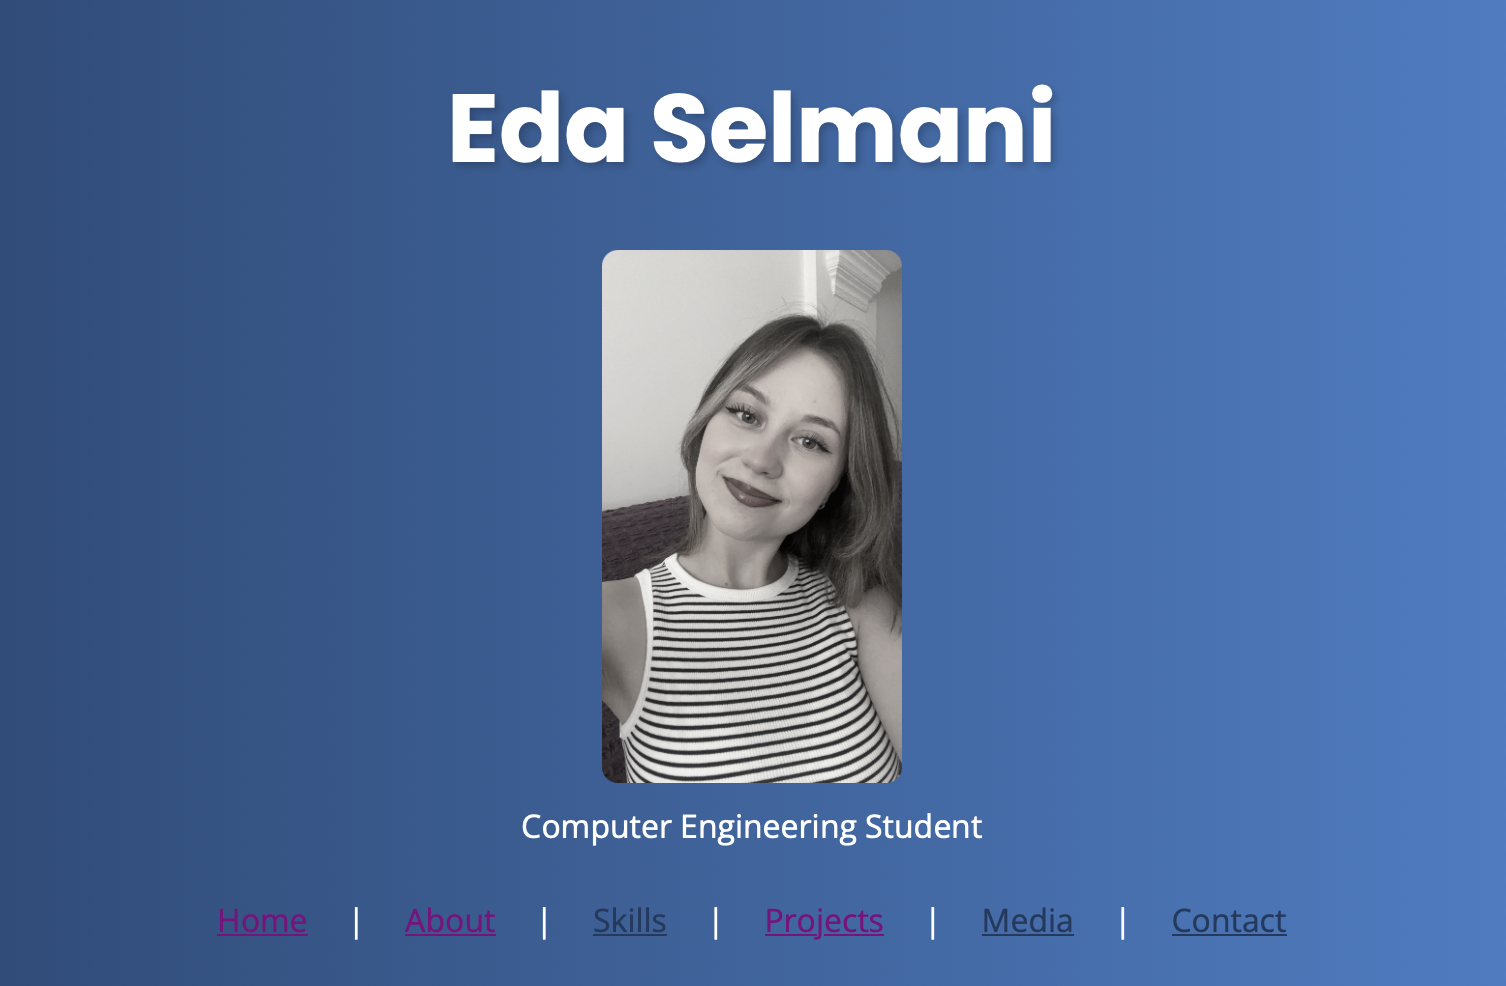 Eda Selmani
Computer Engineering Student
Home | About | Skills | Projects | Media | Contact